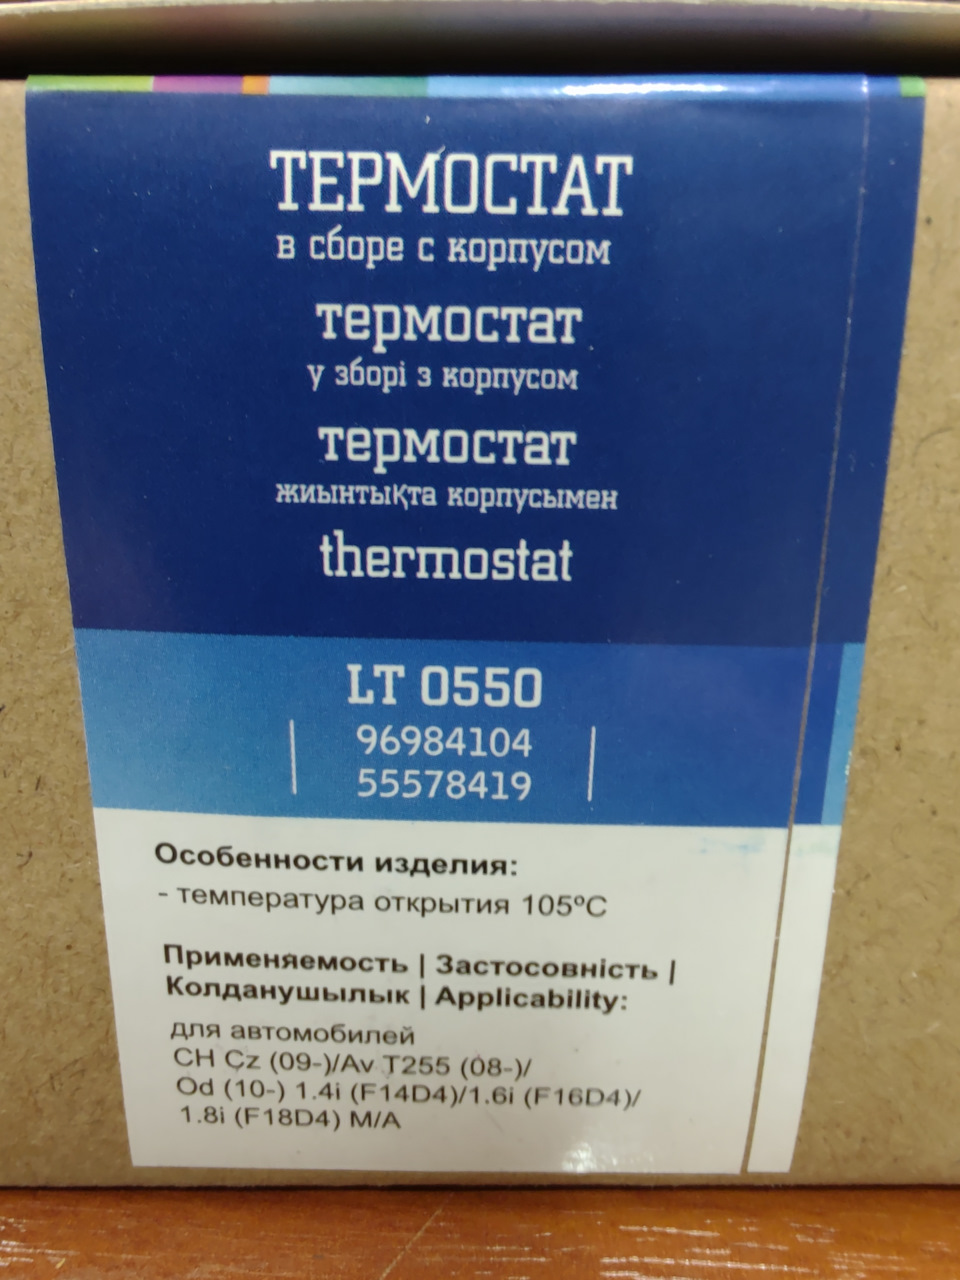 ТЕРМОСТАТ
в сборе с корпусом
термостат
у зборі з корпусом
термостат
жиынтықта корпусымен
thermostat
LT 0550
96984104
55578419
Особенности изделия:
- температура открытия 105ºC
Применяемость | Застосовність |
Колданушылык | Applicability:
для автомобилей
CH Cz (09-)/Av T255 (08-)/
Od (10-) 1.4i (F14D4)/1.6i (F16D4)/
1.8i (F18D4) M/A